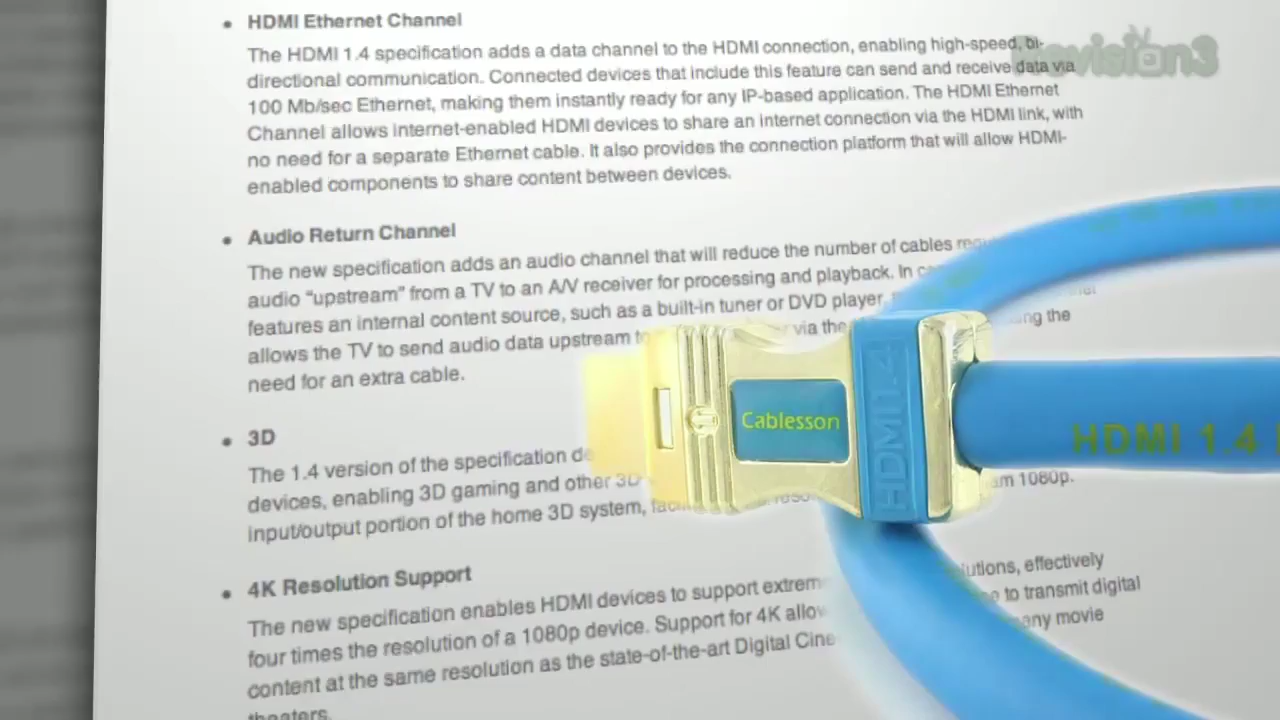 • HDMI Ethernet Channel
The HDMI 1.4 specification adds a data channel to the HDMI connection, enabling high-speed, bi-
directional communication. Connected devices that include this feature can send and receive data via
100 Mb/sec Ethernet, making them instantly ready for any IP-based application. The HDMI Ethernet
Channel allows internet-enabled HDMI devices to share an internet connection via the HDMI link, with
no need for a separate Ethernet cable. It also provides the connection platform that will allow HDMI-
enabled components to share content between devices.
• Audio Return Channel
The new specification adds an audio channel that will reduce the number of cables
audio “upstream” from a TV to an A/V receiver for processing and playback. In
features an internal content source, such as a built-in tuner or DVD player,
allows the TV to send audio data upstream via the the
need for an extra cable.
• 3D
The 1.4 version of the specification
devices, enabling 3D gaming and other 3D
input/output portion of the home 3D system, 1080p.
• 4K Resolution Support
The new specification enables HDMI devices to support effectively
four times the resolution of a 1080p device. Support for 4K to transmit digital
content at the same resolution as the state-of-the-art Digital movie
theaters.
Cablesson
HDMI 1.4
HDMI 1.4